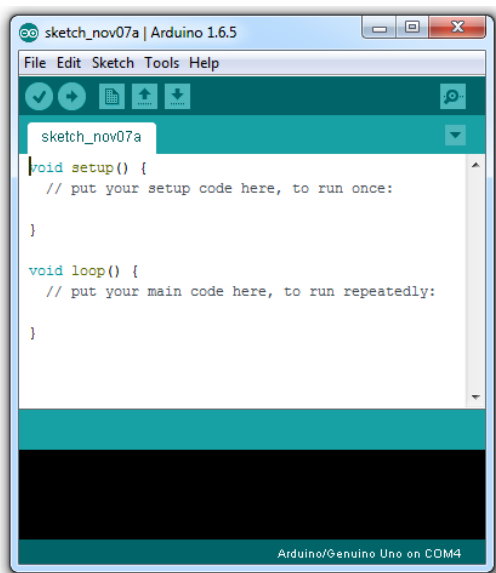 sketch_nov07a | Arduino 1.6.5
File Edit Sketch Tools Help
sketch_nov07a
void setup() {
  // put your setup code here, to run once:
}
void loop() {
  // put your main code here, to run repeatedly:
}
Arduino/Genuino Uno on COM4